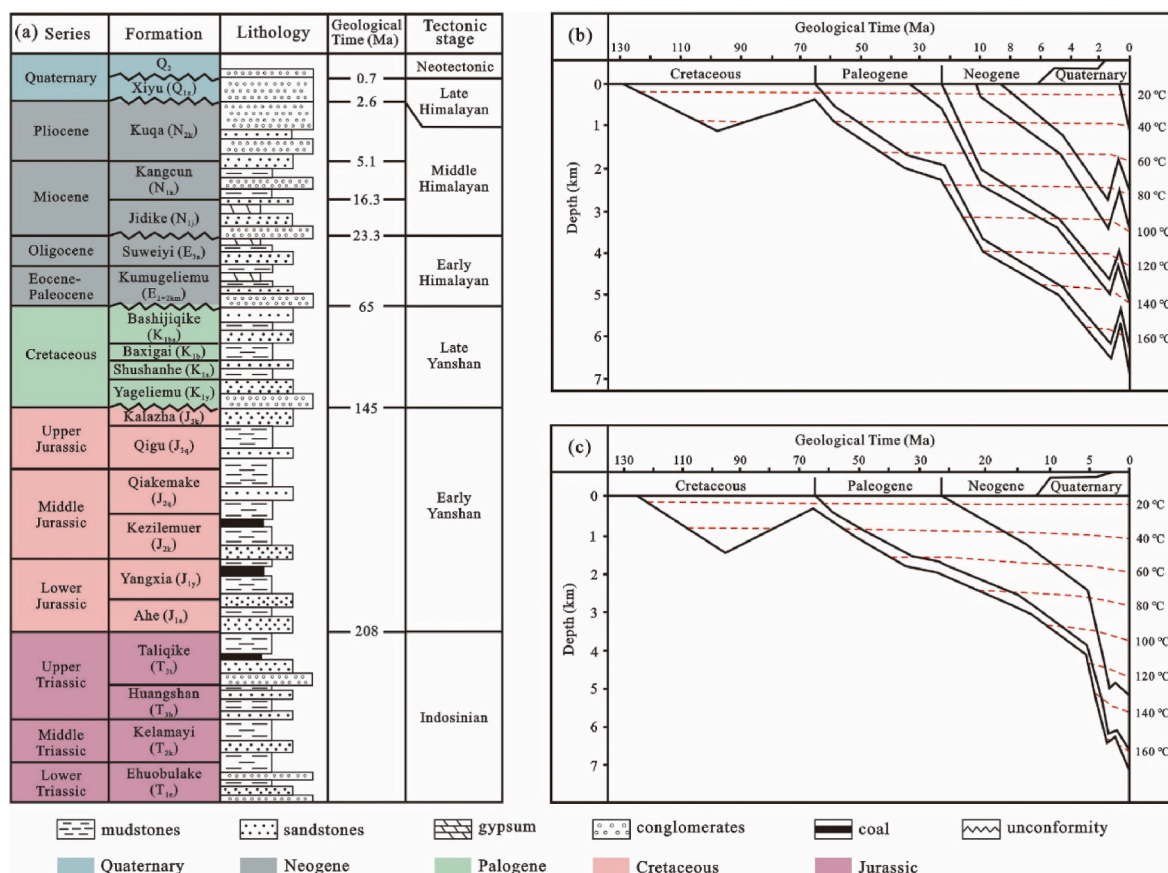 (a)
Series
Formation
Lithology
Geological
Time (Ma)
Tectonic
stage
Quaternary
Q₂
Xiyu (Q₁ₓ)
0.7
Neotectonic
Late
Himalayan
2.6
Pliocene
Kuqa (N₂ₖ)
5.1
Miocene
Kangcun
(N₁ₖ)
16.3
Middle
Himalayan
Jidike (N₁ⱼ)
23.3
Oligocene
Suweiyi (E₃ₛ)
Eocene-
Paleocene
Kumugeliemu
(E₁₊₂ₖₘ)
Early
Himalayan
65
Cretaceous
Bashijiqike
(K₁bs)
Baxigai (K₁b)
Shushanhe (K₁ₛ)
Yageliemu (K₁y)
Late
Yanshan
145
Upper
Jurassic
Kalazha (J₃ₖ)
Qigu (J₃q)
Middle
Jurassic
Qiakemake
(J₂q)
Kezilemuer
(J₂ₖ)
Early
Yanshan
Lower
Jurassic
Yangxia (J₁y)
Ahe (J₁ₐ)
208
Upper
Triassic
Taliqike
(T₃ₜ)
Huangshan
(T₃ₕ)
Middle
Triassic
Kelamayi
(T₂ₖ)
Indosinian
Lower
Triassic
Ehuobulake
(T₁ₑ)
(b)
Geological Time (Ma)
130 110 90 70 50 30 10 8 6 4 2 0
Cretaceous Paleogene Neogene Quaternary
Depth (km)
0
1
2
3
4
5
6
7
20 ℃
40 ℃
60 ℃
80 ℃
100 ℃
120 ℃
140 ℃
160 ℃
(c)
Geological Time (Ma)
130 110 90 70 50 30 20 10 5 0
Cretaceous Paleogene Neogene Quaternary
Depth (km)
0
1
2
3
4
5
6
7
20 ℃
40 ℃
60 ℃
80 ℃
100 ℃
120 ℃
140 ℃
160 ℃
mudstones sandstones gypsum conglomerates coal unconformity
Quaternary Neogene Palogene Cretaceous Jurassic